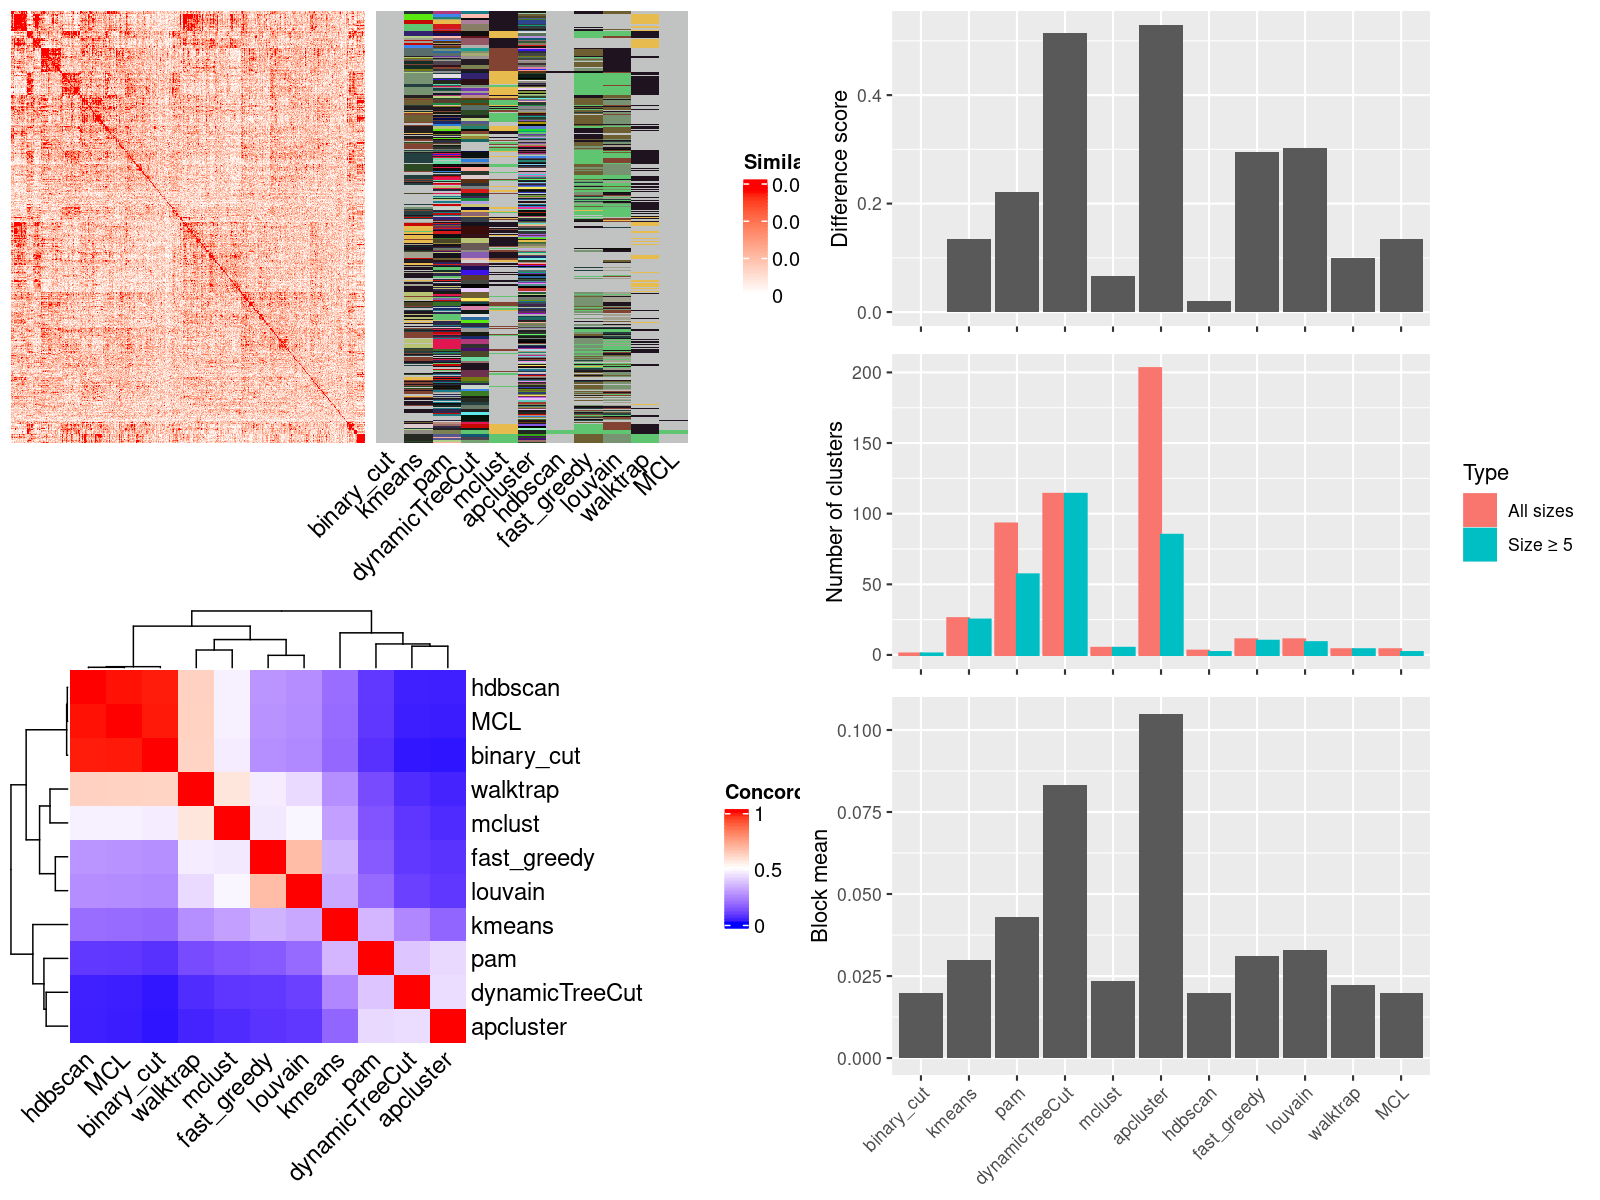 binary_cut
kmeans
pam
dynamicTreeCut
mclust
apcluster
hdbscan
fast_greedy
louvain
walktrap
MCL
Simila
0.0
0.0
0.0
0
Difference score
0.4
0.2
0.0
Number of clusters
200
150
100
50
0
Type
All sizes
Size ≥ 5
hdbscan
MCL
binary_cut
walktrap
mclust
fast_greedy
louvain
kmeans
pam
dynamicTreeCut
apcluster
hdbscan
MCL
binary_cut
walktrap
mclust
fast_greedy
louvain
kmeans
pam
dynamicTreeCut
apcluster
Concord
1
0.5
0
Block mean
0.100
0.075
0.050
0.025
0.000
binary_cut
kmeans
pam
dynamicTreeCut
mclust
apcluster
hdbscan
fast_greedy
louvain
walktrap
MCL